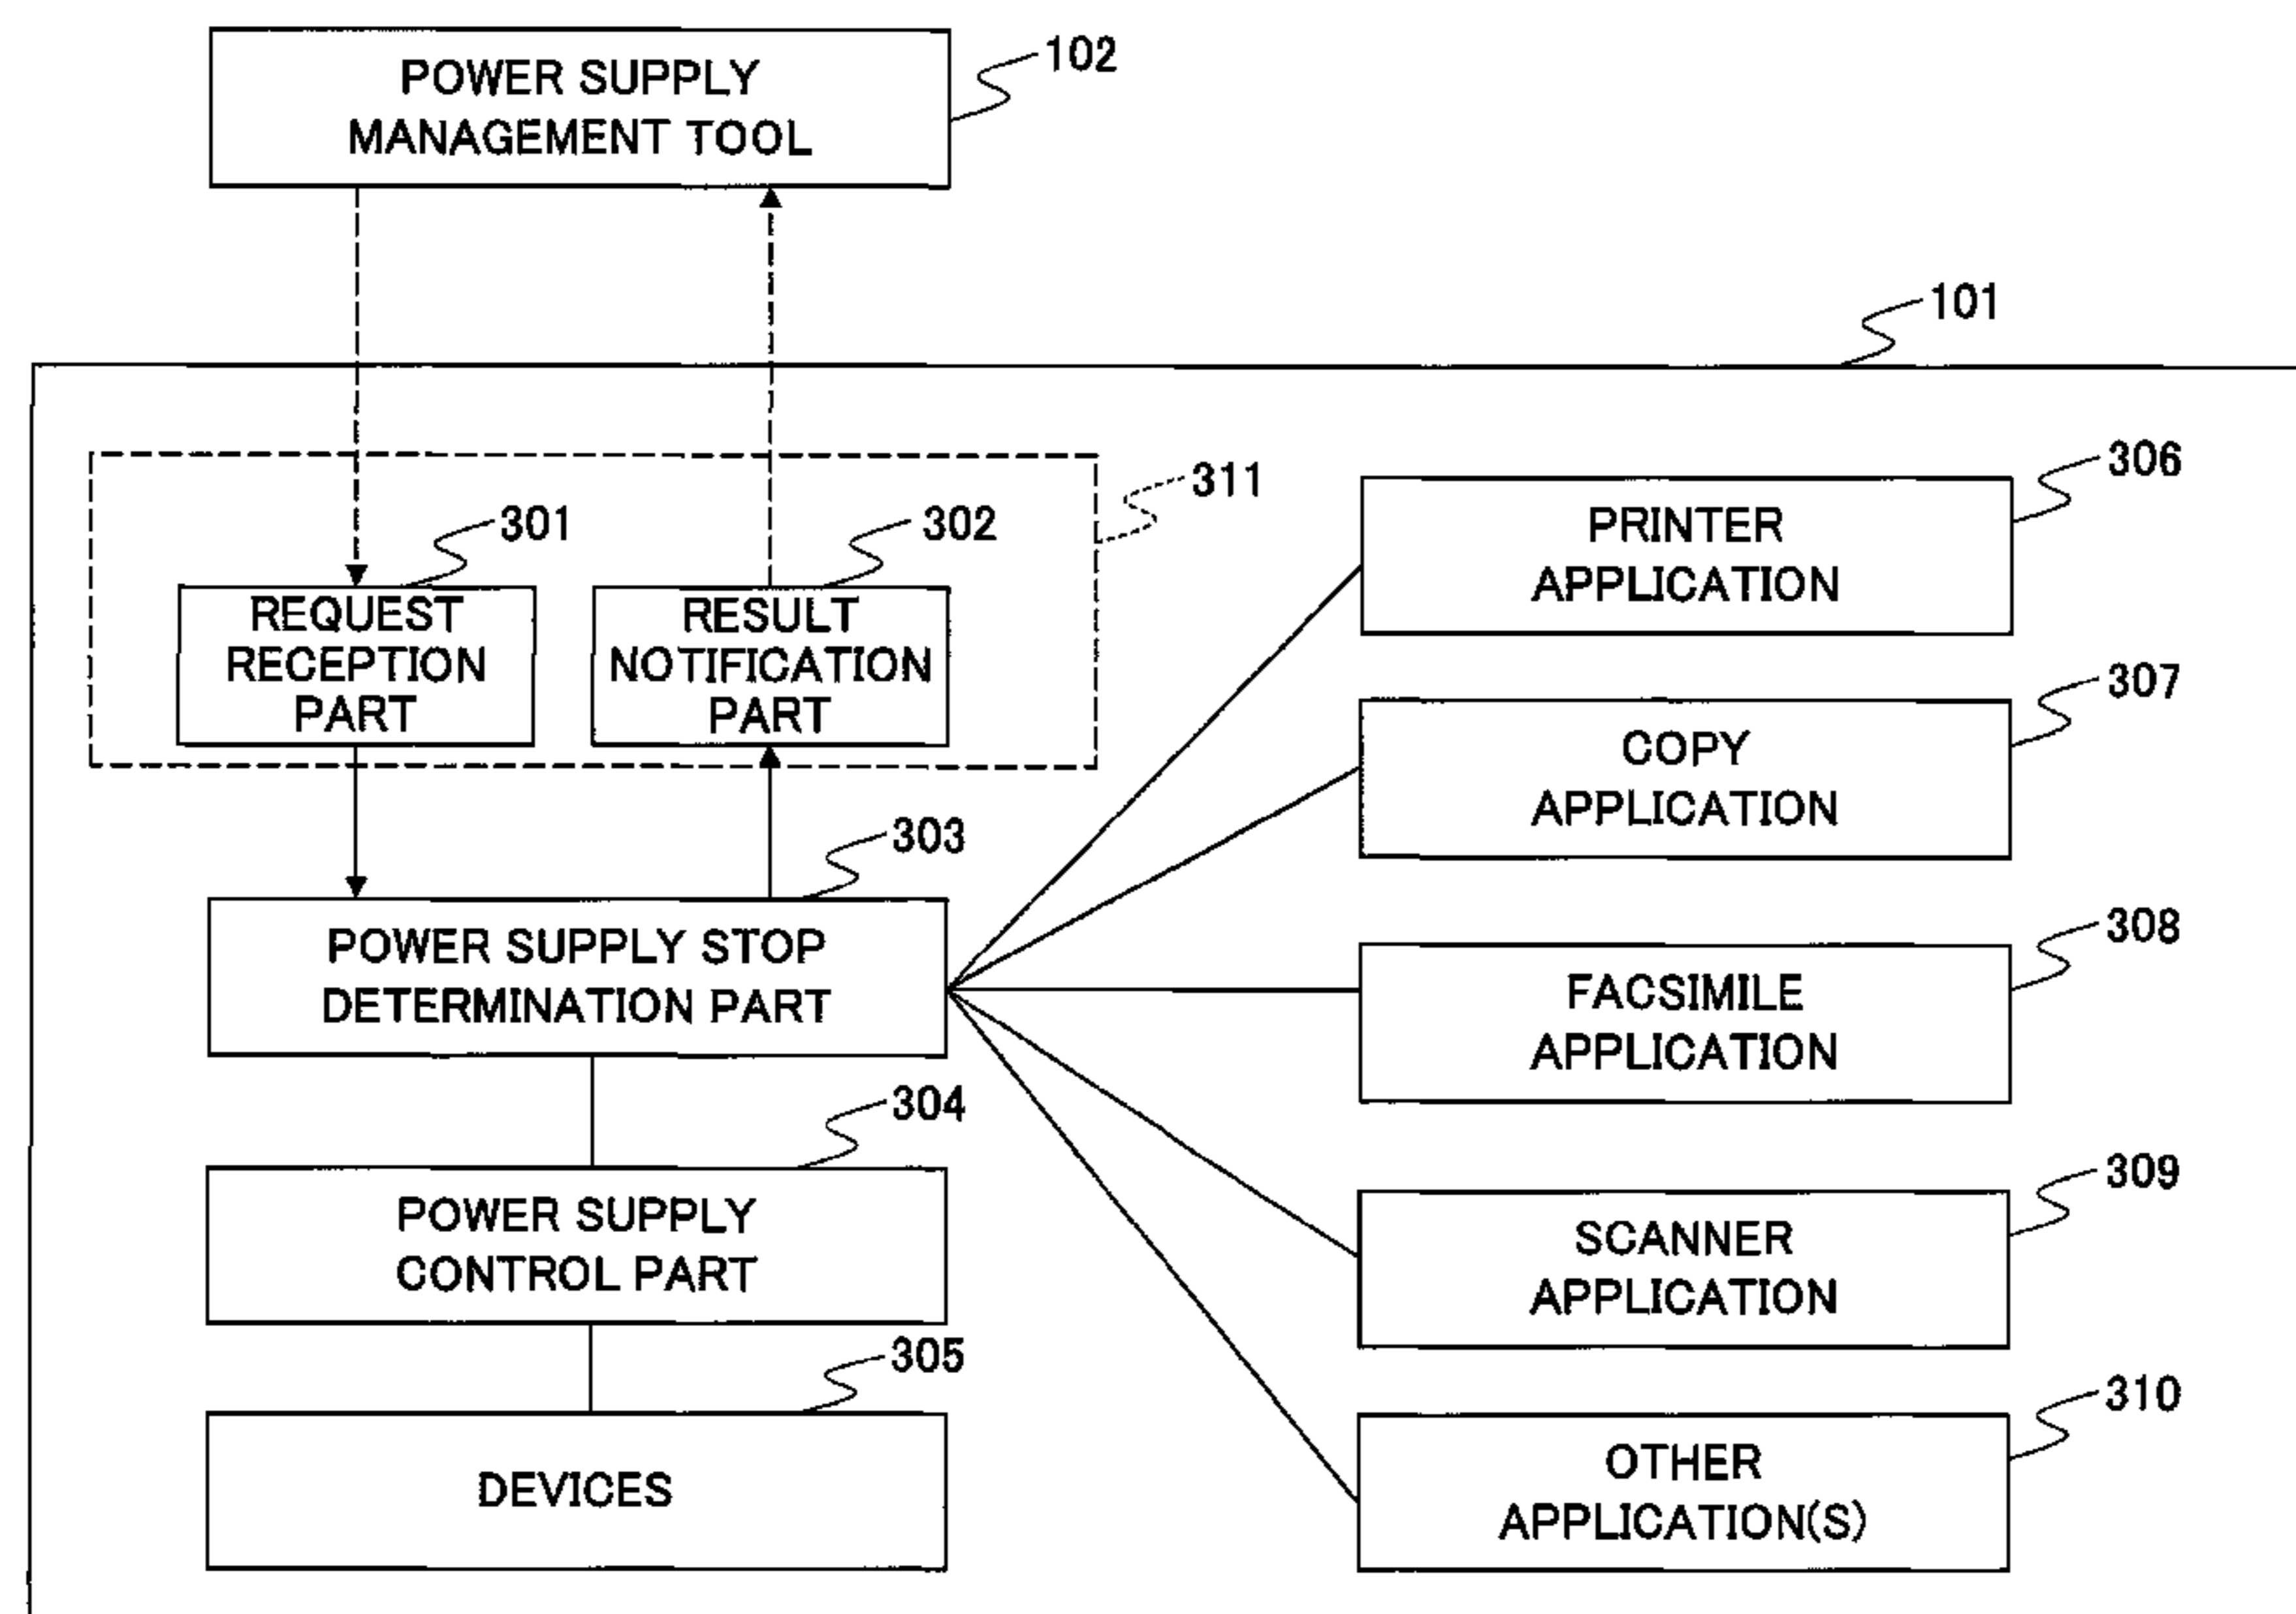 POWER SUPPLY
MANAGEMENT TOOL
102
101
311
301
REQUEST
RECEPTION
PART
302
RESULT
NOTIFICATION
PART
303
POWER SUPPLY STOP
DETERMINATION PART
304
POWER SUPPLY
CONTROL PART
305
DEVICES
306
PRINTER
APPLICATION
307
COPY
APPLICATION
308
FACSIMILE
APPLICATION
309
SCANNER
APPLICATION
310
OTHER
APPLICATION(S)